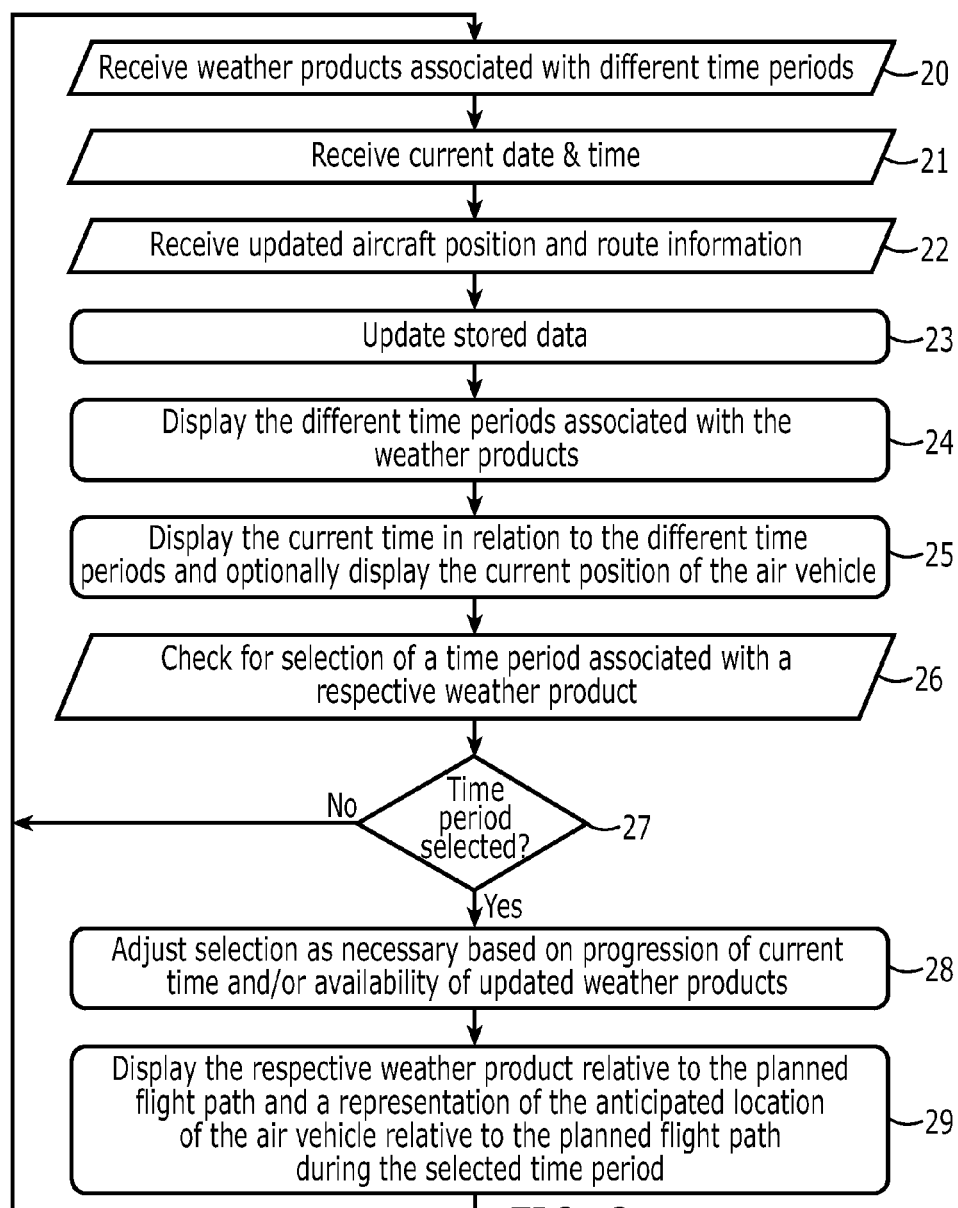 Receive weather products associated with different time periods
20
Receive current date & time
21
Receive updated aircraft position and route information
22
Update stored data
23
Display the different time periods associated with the
weather products
24
Display the current time in relation to the different time
periods and optionally display the current position of the air vehicle
25
Check for selection of a time period associated with a
respective weather product
26
Time
period
selected?
27
No
Yes
Adjust selection as necessary based on progression of current
time and/or availability of updated weather products
28
Display the respective weather product relative to the planned
flight path and a representation of the anticipated location
of the air vehicle relative to the planned flight path
during the selected time period
29